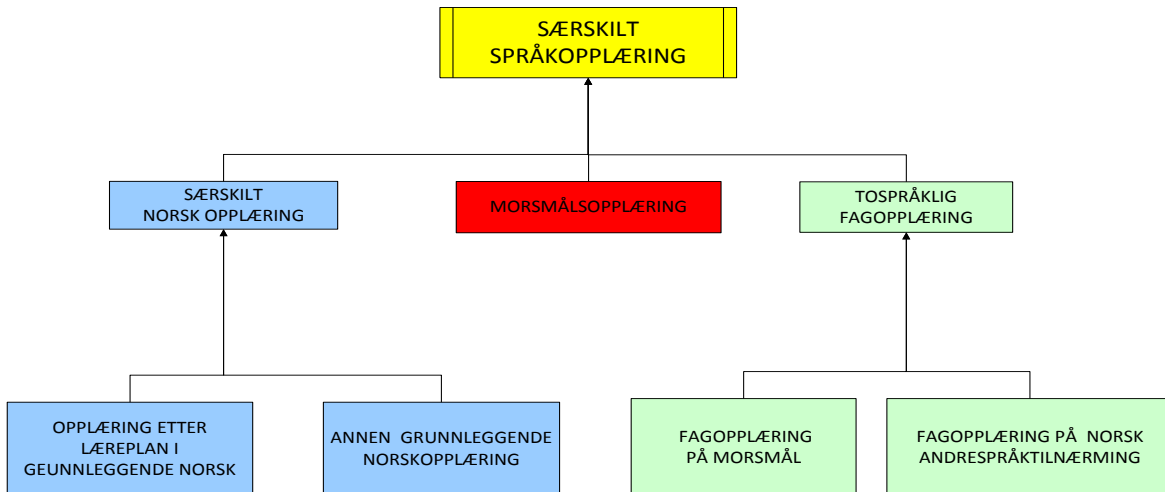 SÆRSKILT
SPRÅKOPPLÆRING
SÆRSKILT
NORSK OPPLÆRING
MORSMÅLSOPPLÆRING
TOSPRÅKLIG
FAGOPPLÆRING
OPPLÆRING ETTER
LÆREPLAN I
GEUNNLEGGENDE NORSK
ANNEN GRUNNLEGGENDE
NORSKOPPLÆRING
FAGOPPLÆRING
PÅ MORSMÅL
FAGOPPLÆRING PÅ NORSK
ANDRESPRÅKTILNÆRMING